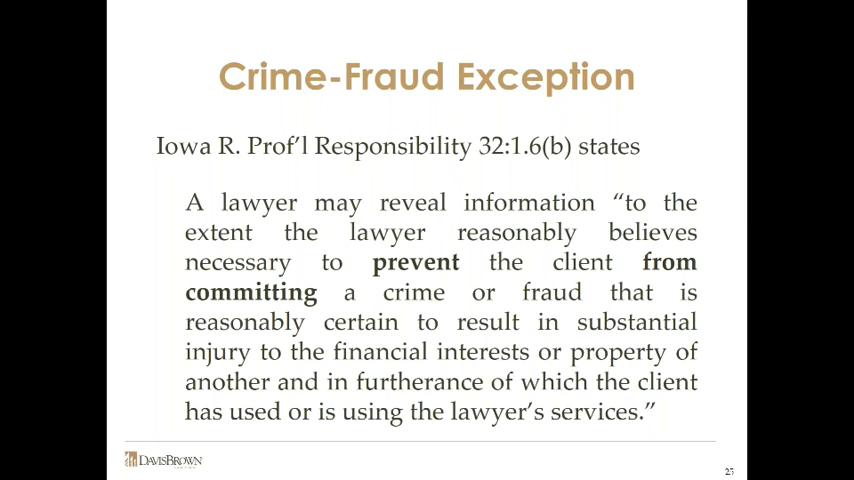 Crime-Fraud Exception
Iowa R. Prof’l Responsibility 32:1.6(b) states
A lawyer may reveal information “to the
extent the lawyer reasonably believes
necessary to prevent the client from
committing a crime or fraud that is
reasonably certain to result in substantial
injury to the financial interests or property of
another and in furtherance of which the client
has used or is using the lawyer’s services.”
DAVISBROWN
25